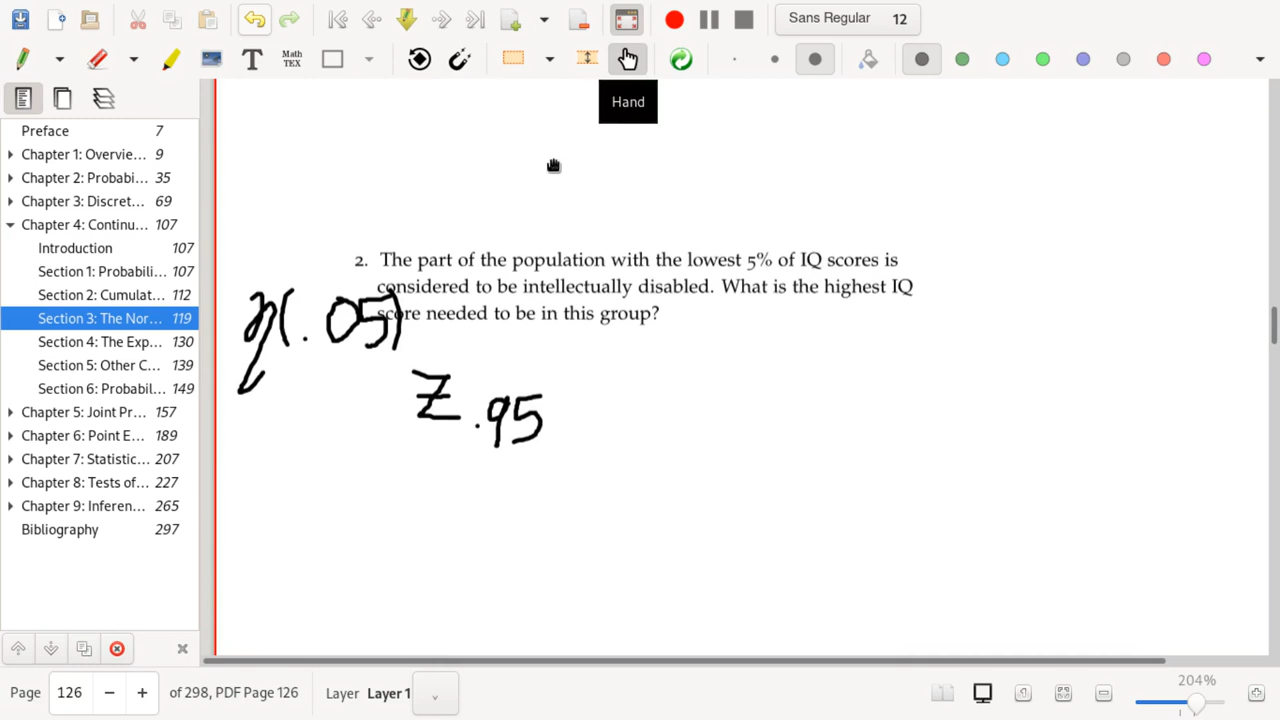 Sans Regular 12
T Math TEX
Hand
Preface 7
Chapter 1: Overvie... 9
Chapter 2: Probabi... 35
Chapter 3: Discret... 69
Chapter 4: Continu... 107
Introduction 107
Section 1: Probabili... 107
Section 2: Cumulat... 112
Section 3: The Nor... 119
Section 4: The Exp... 130
Section 5: Other C... 139
Section 6: Probabil... 149
Chapter 5: Joint Pr... 157
Chapter 6: Point E... 189
Chapter 7: Statistic... 207
Chapter 8: Tests of... 227
Chapter 9: Inferen... 265
Bibliography 297
2. The part of the population with the lowest 5% of IQ scores is
considered to be intellectually disabled. What is the highest IQ
score needed to be in this group?
η(.05)
z.95
Page 126 of 298, PDF Page 126 Layer Layer 1 204%